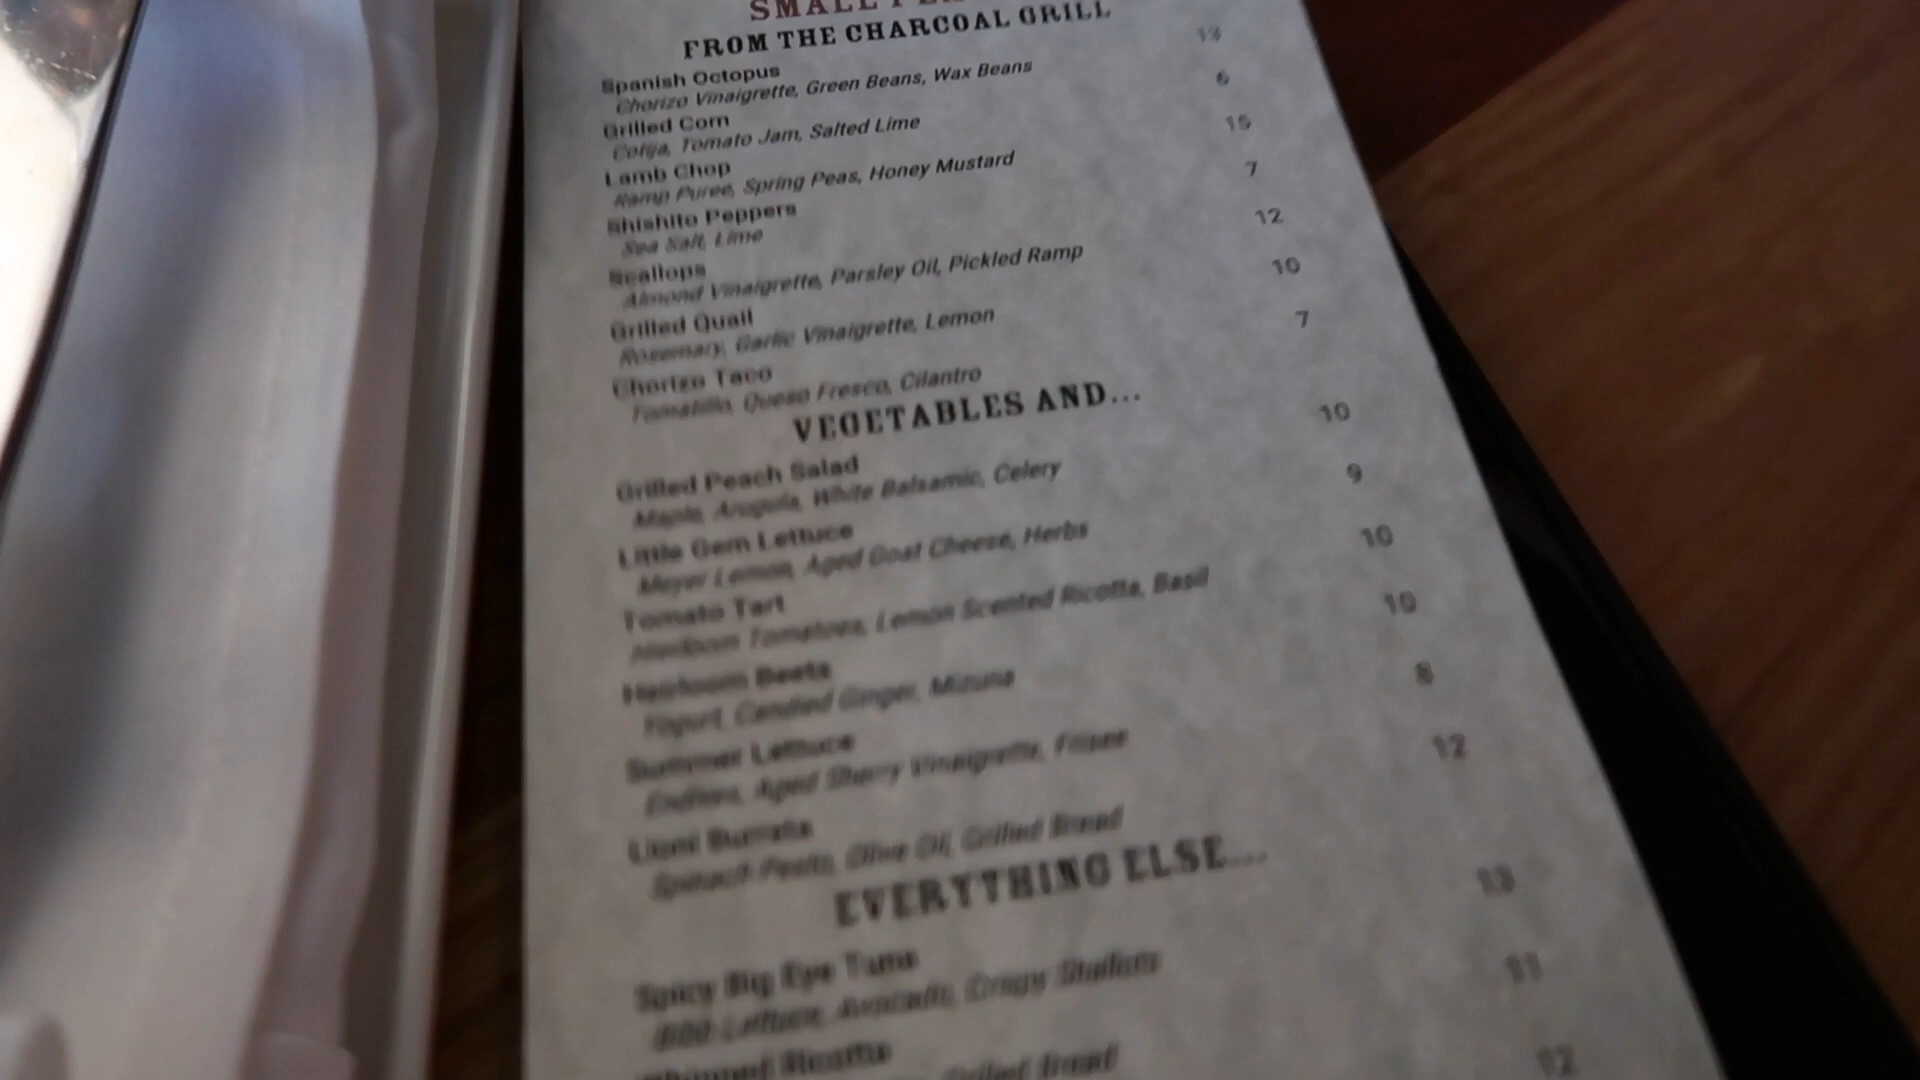 SMALL
FROM THE CHARCOAL GRILL
Spanish Octopus 13
Chorizo Vinaigrette, Green Beans, Wax Beans
Grilled Corn 6
Cotija, Tomato Jam, Salted Lime
Lamb Chop 15
Ramp Puree, Spring Peas, Honey Mustard
Shishito Peppers 7
Sea Salt, Lime
Scallops 12
Almond Vinaigrette, Parsley Oil, Pickled Ramp
Grilled Quail 10
Rosemary, Garlic Vinaigrette, Lemon
Chorizo Taco 7
Tomatillo, Queso Fresco, Cilantro
VEGETABLES AND...
Grilled Peach Salad 10
Maple, Arugula, White Balsamic, Celery
Little Gem Lettuce 9
Meyer Lemon, Aged Goat Cheese, Herbs
Tomato Tart 10
Heirloom Tomatoes, Lemon Scented Ricotta, Basil
Heirloom Beets 10
Yogurt, Candied Ginger, Mizuna
Summer Lettuce 8
Endives, Aged Sherry Vinaigrette, Frisee
Burrata 12
Spinach Pesto, Olive Oil, Grilled Bread
EVERYTHING ELSE...
Spicy Big Eye Tuna 13
Lettuce, Avocado, Crispy Shallots
Whipped Ricotta 11
Grilled Bread
12